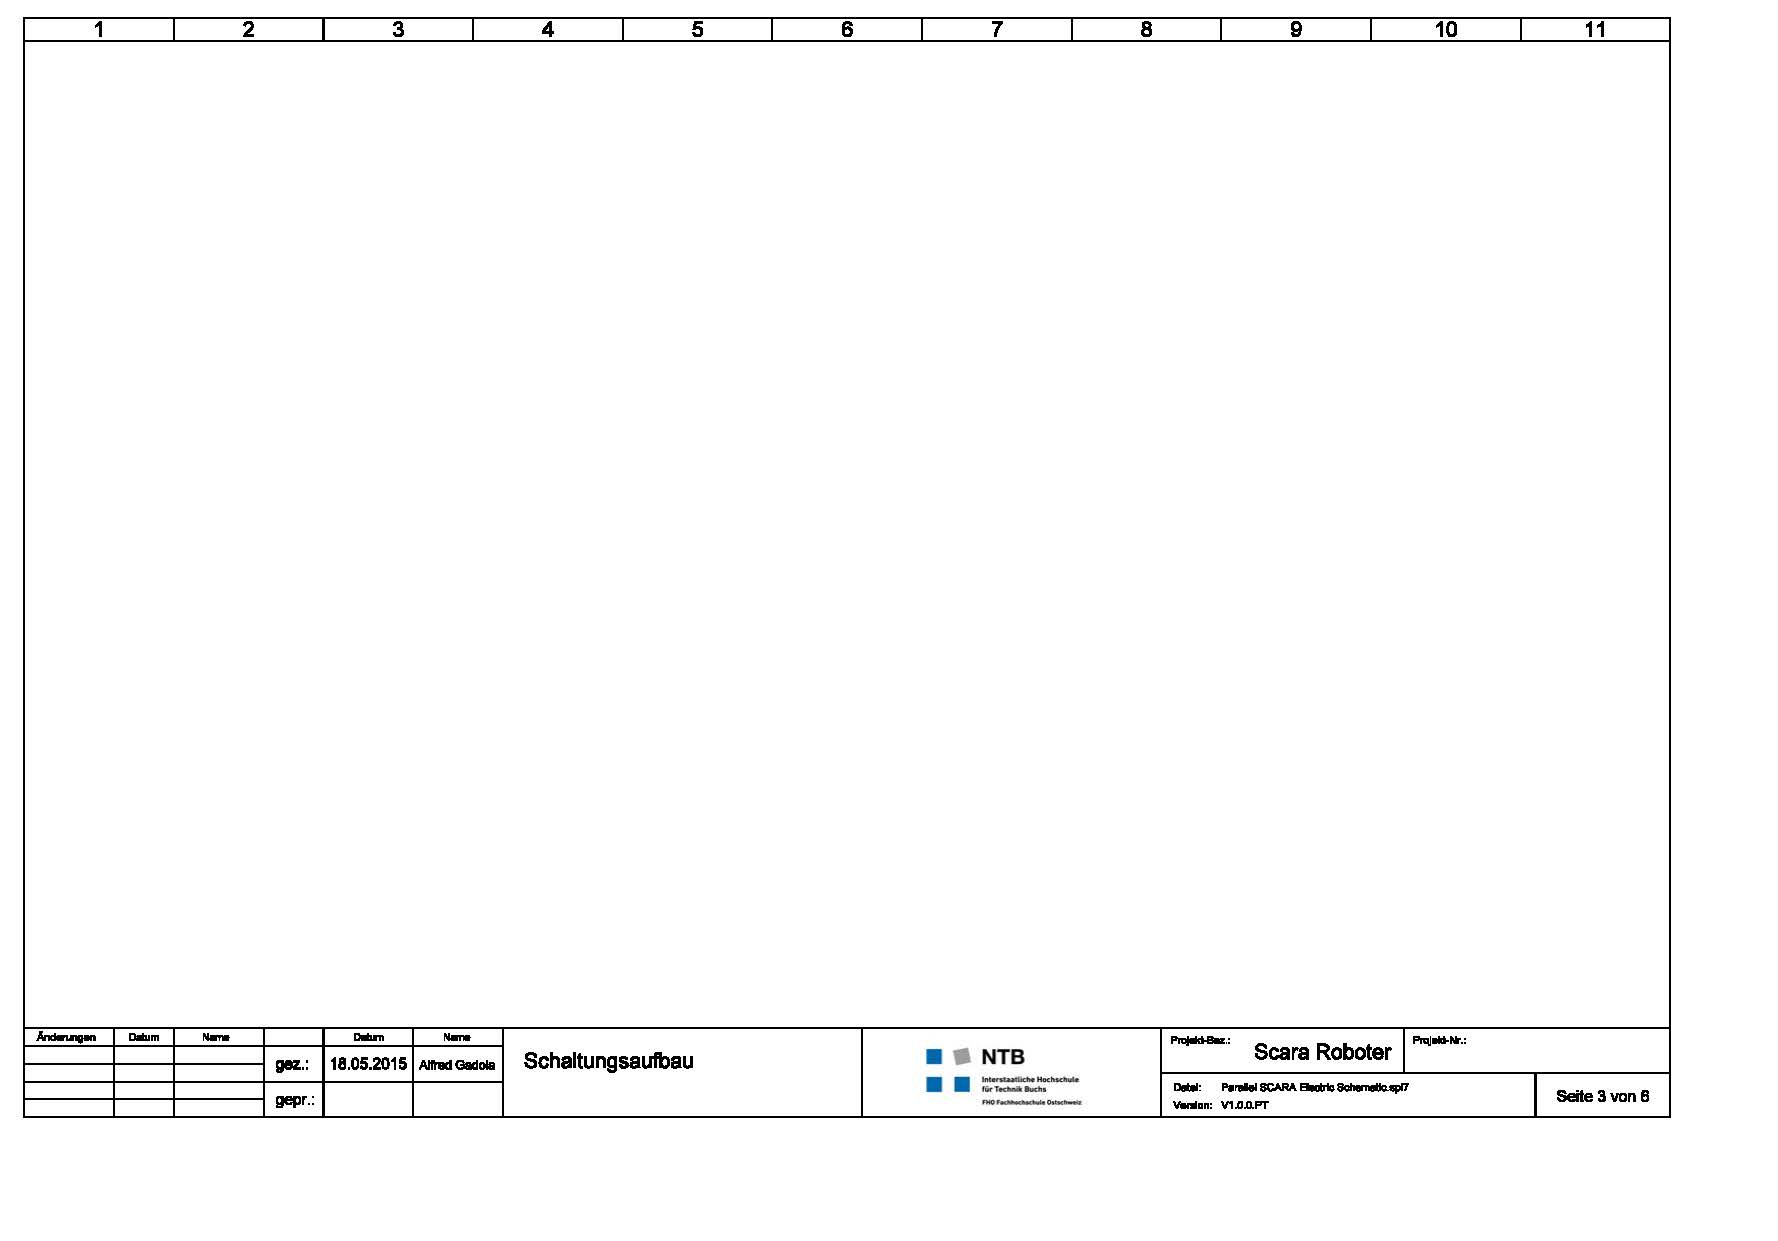 1 2 3 4 5 6 7 8 9 10 11
Änderungen Datum Name Datum Name
gez.: 18.05.2015 Alfred Gadola
gepr.:
Schaltungsaufbau
NTB
Interstaatliche Hochschule
für Technik Buchs
FHO Fachhochschule Ostschweiz
Projekt-Bez.: Scara Roboter
Projekt-Nr.:
Datei: Parallel SCARA Electric Schematic.spl7
Version: V1.0.0.PT
Seite 3 von 6